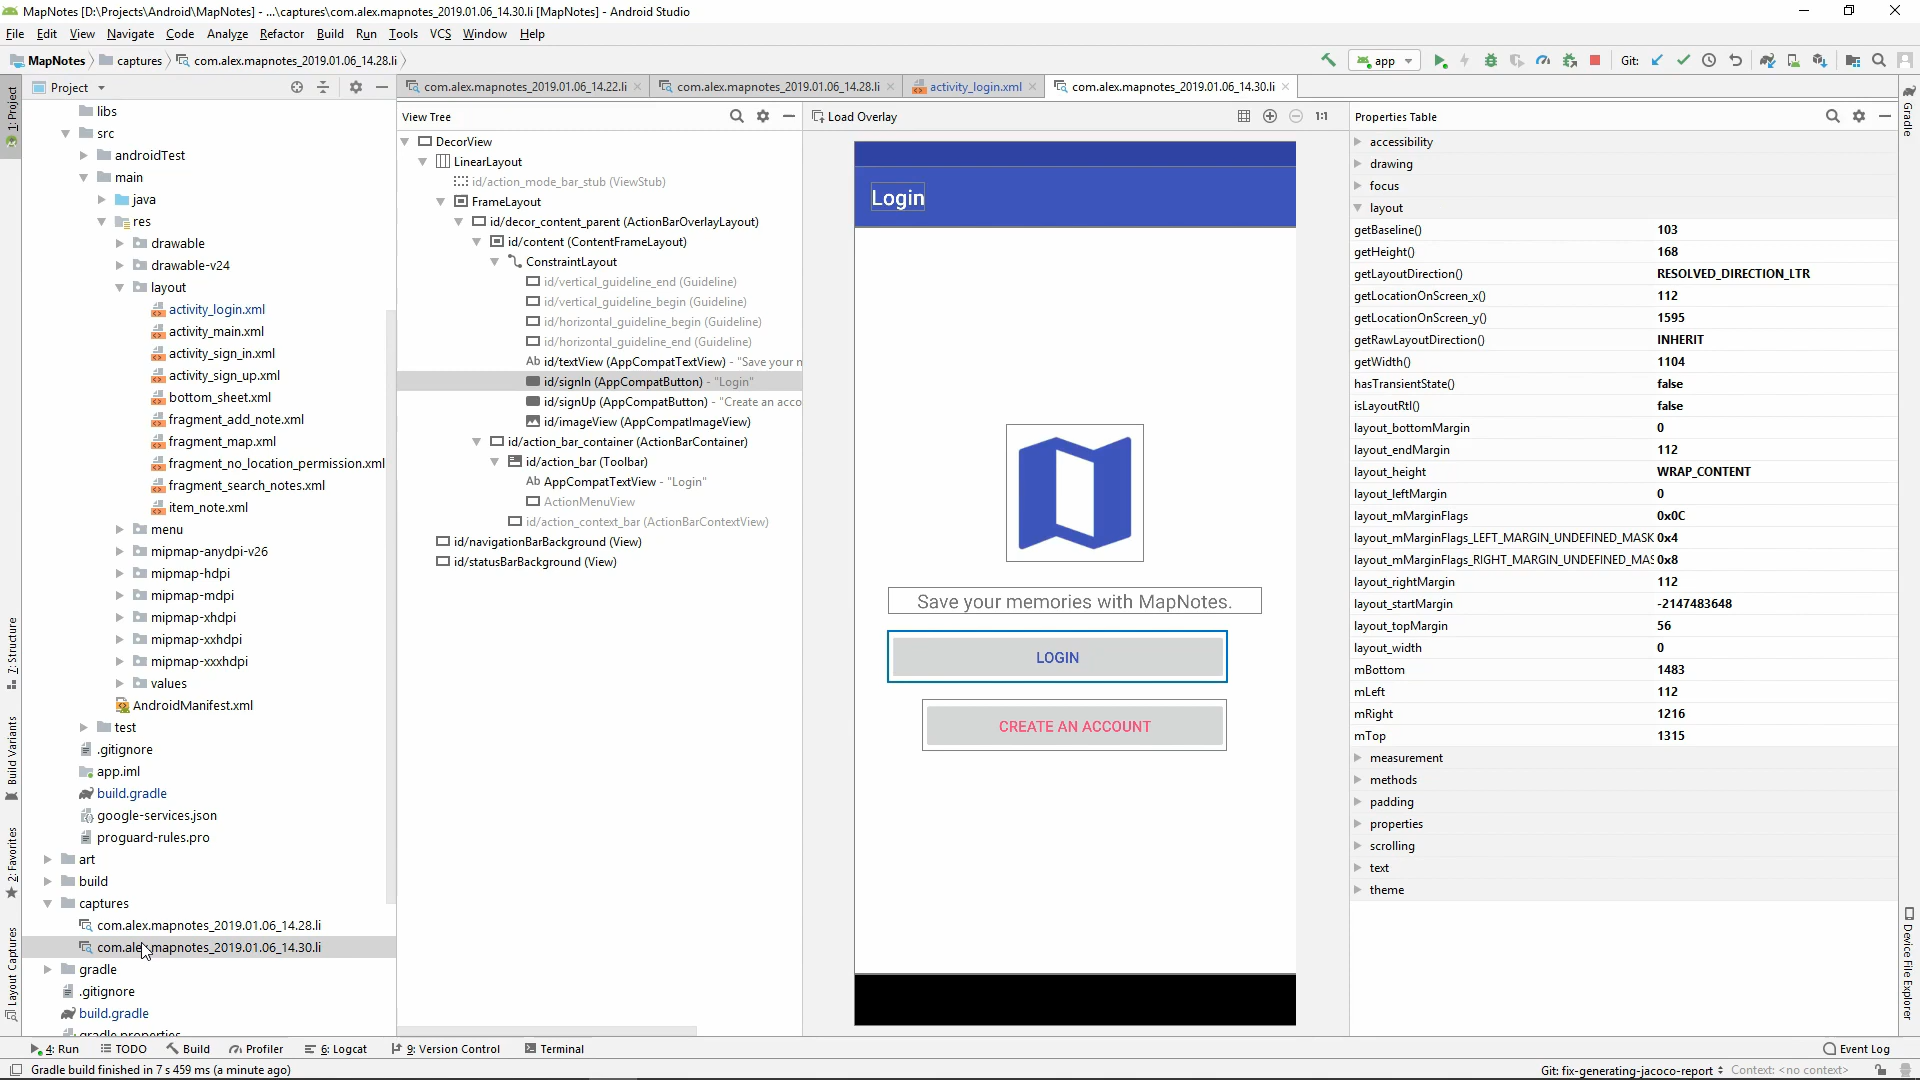 MapNotes [D:\Projects\Android\MapNotes] - ...\captures\com.alex.mapnotes_2019.01.06_14.30.li [MapNotes] - Android Studio
File Edit View Navigate Code Analyze Refactor Build Run Tools VCS Window Help
MapNotes captures com.alex.mapnotes_2019.01.06_14.28.li app Git:
Project com.alex.mapnotes_2019.01.06_14.22.li com.alex.mapnotes_2019.01.06_14.28.li activity_login.xml com.alex.mapnotes_2019.01.06_14.30.li
1: Project
7: Structure
Build Variants
2: Favorites
Layout Captures
libs
src
androidTest
main
java
res
drawable
drawable-v24
layout
activity_login.xml
activity_main.xml
activity_sign_in.xml
activity_sign_up.xml
bottom_sheet.xml
fragment_add_note.xml
fragment_map.xml
fragment_no_location_permission.xml
fragment_search_notes.xml
item_note.xml
menu
mipmap-anydpi-v26
mipmap-hdpi
mipmap-mdpi
mipmap-xhdpi
mipmap-xxhdpi
mipmap-xxxhdpi
values
AndroidManifest.xml
test
.gitignore
app.iml
build.gradle
google-services.json
proguard-rules.pro
art
build
captures
com.alex.mapnotes_2019.01.06_14.28.li
com.alex.mapnotes_2019.01.06_14.30.li
gradle
.gitignore
build.gradle
gradle.properties
View Tree
DecorView
LinearLayout
id/action_mode_bar_stub (ViewStub)
FrameLayout
id/decor_content_parent (ActionBarOverlayLayout)
id/content (ContentFrameLayout)
ConstraintLayout
id/vertical_guideline_end (Guideline)
id/vertical_guideline_begin (Guideline)
id/horizontal_guideline_begin (Guideline)
id/horizontal_guideline_end (Guideline)
Ab id/textView (AppCompatTextView) - "Save your n
id/signIn (AppCompatButton) - "Login"
id/signUp (AppCompatButton) - "Create an acco
id/imageView (AppCompatImageView)
id/action_bar_container (ActionBarContainer)
id/action_bar (Toolbar)
Ab AppCompatTextView - "Login"
ActionMenuView
id/action_context_bar (ActionBarContextView)
id/navigationBarBackground (View)
id/statusBarBackground (View)
Load Overlay 1:1
Login
Save your memories with MapNotes.
LOGIN
CREATE AN ACCOUNT
Properties Table
accessibility
drawing
focus
layout
getBaseline() 103
getHeight() 168
getLayoutDirection() RESOLVED_DIRECTION_LTR
getLocationOnScreen_x() 112
getLocationOnScreen_y() 1595
getRawLayoutDirection() INHERIT
getWidth() 1104
hasTransientState() false
isLayoutRtl() false
layout_bottomMargin 0
layout_endMargin 112
layout_height WRAP_CONTENT
layout_leftMargin 0
layout_mMarginFlags 0x0C
layout_mMarginFlags_LEFT_MARGIN_UNDEFINED_MASK 0x4
layout_mMarginFlags_RIGHT_MARGIN_UNDEFINED_MAS 0x8
layout_rightMargin 112
layout_startMargin -2147483648
layout_topMargin 56
layout_width 0
mBottom 1483
mLeft 112
mRight 1216
mTop 1315
measurement
methods
padding
properties
scrolling
text
theme
Gradle
Device File Explorer
4: Run TODO Build Profiler 6: Logcat 9: Version Control Terminal Event Log
Gradle build finished in 7 s 459 ms (a minute ago) Git: fix-generating-jacoco-report Context: <no context>